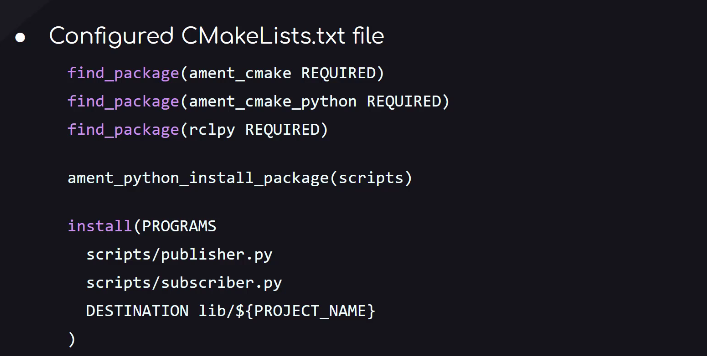 ● Configured CMakeLists.txt file
find_package(ament_cmake REQUIRED)
find_package(ament_cmake_python REQUIRED)
find_package(rclpy REQUIRED)
ament_python_install_package(scripts)
install(PROGRAMS
scripts/publisher.py
scripts/subscriber.py
DESTINATION lib/${PROJECT_NAME}
)